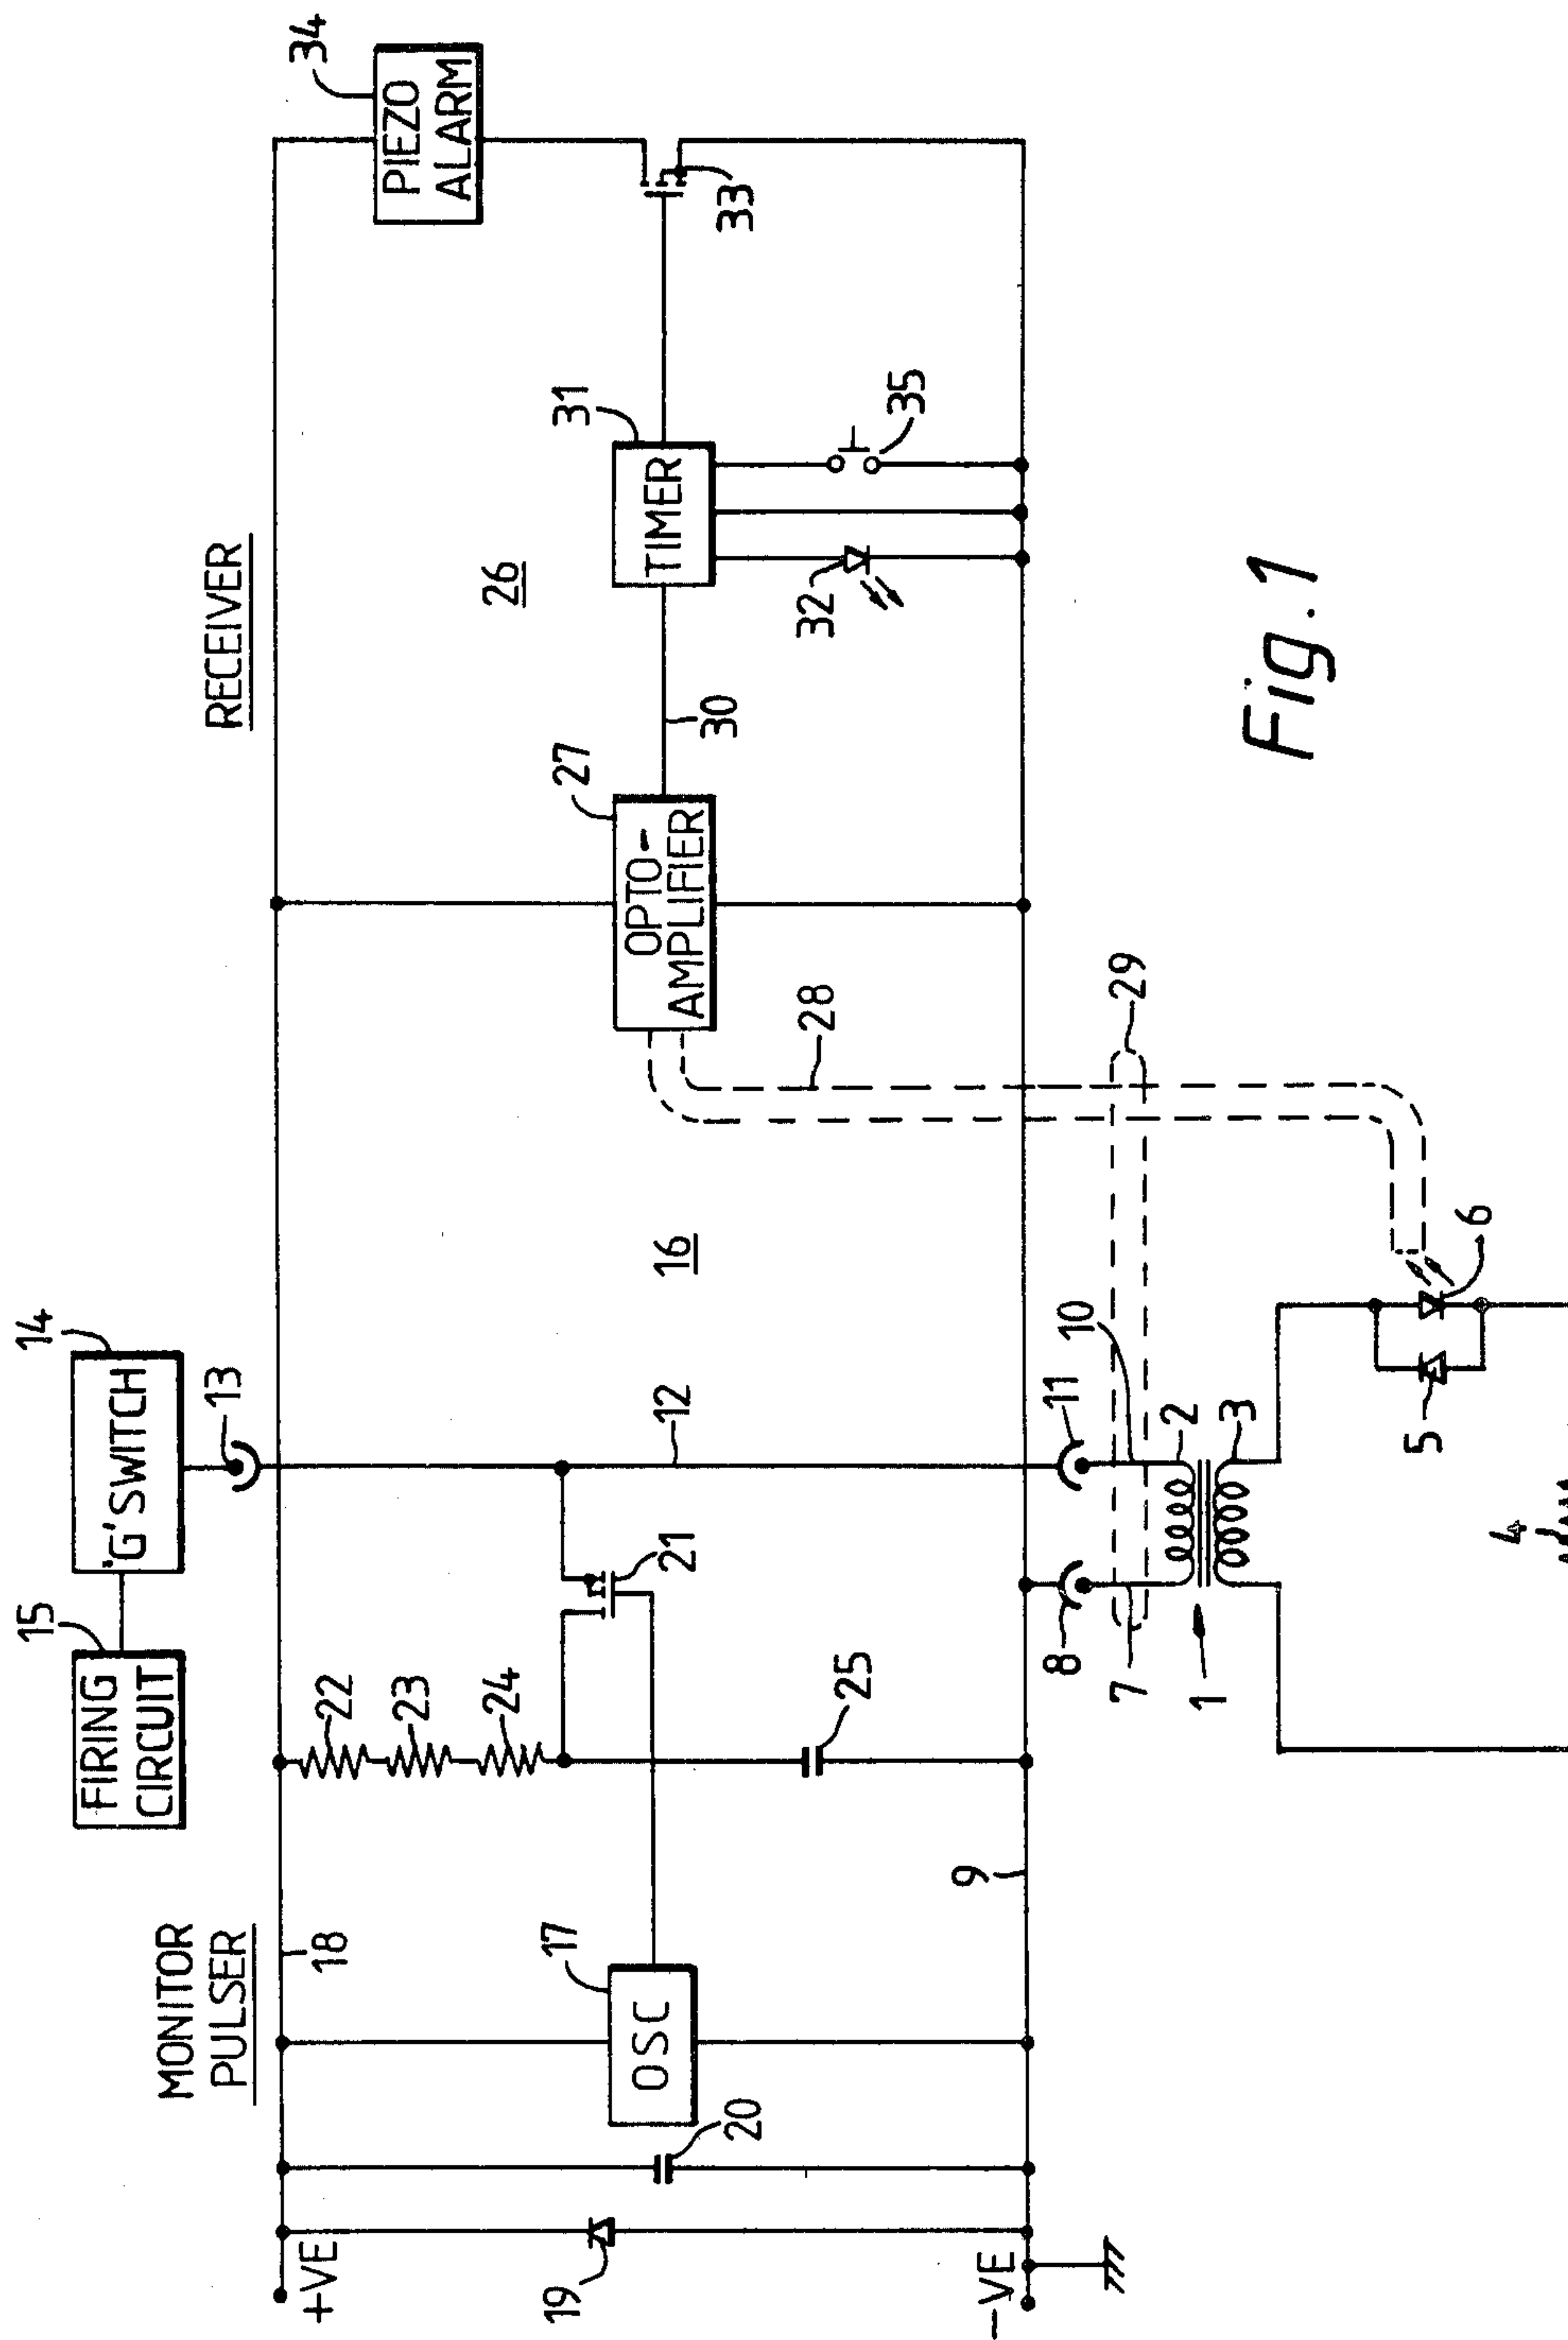 14
15
FIRING
CIRCUIT
'G'SWITCH
13
34
PIEZO
ALARM
MONITOR
PULSER
RECEIVER
18
+VE
22
23
24
12
16
26
21
27
OPTO-
AMPLIFIER
30
31
TIMER
33
17
OSC
19
20
25
28
32
35
9
-VE
8
7
1
10
11
2
3
29
5
6
4
Fig. 1